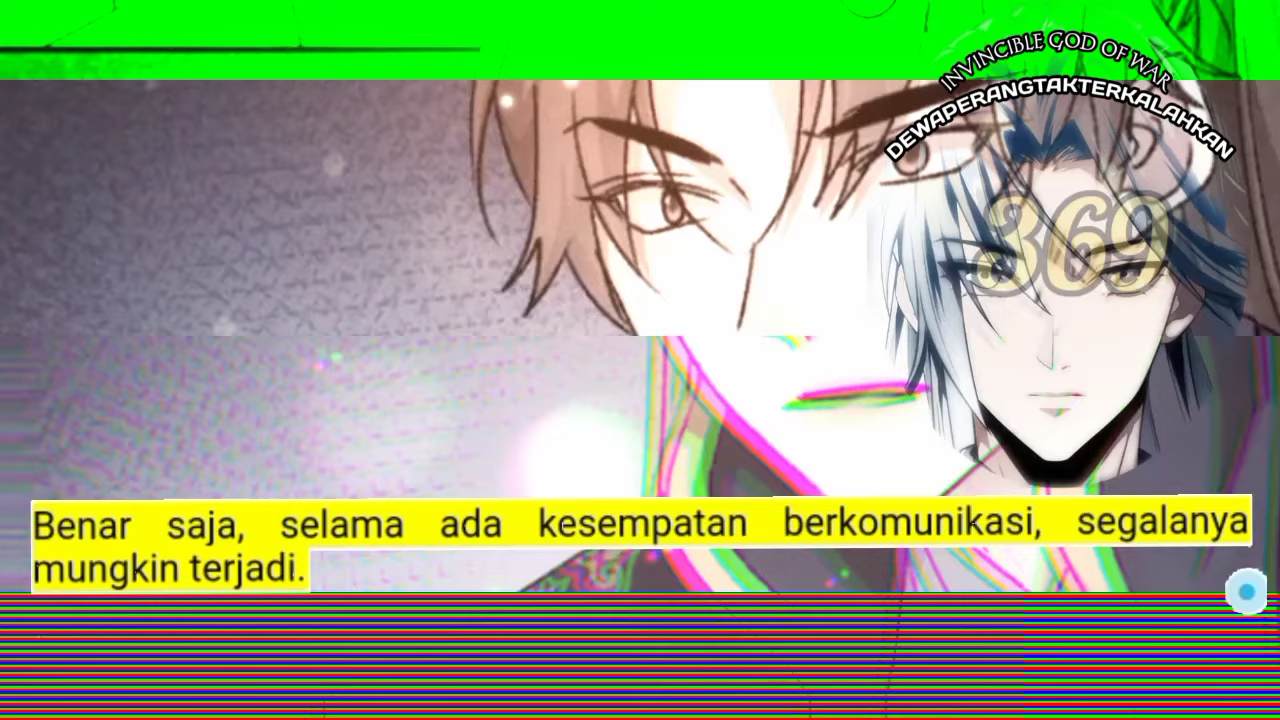 INVINCIBLE GOD OF WAR
DEWAPERANGTAKTERKALAHKAN
369
Benar saja, selama ada kesempatan berkomunikasi, segalanya
mungkin terjadi.